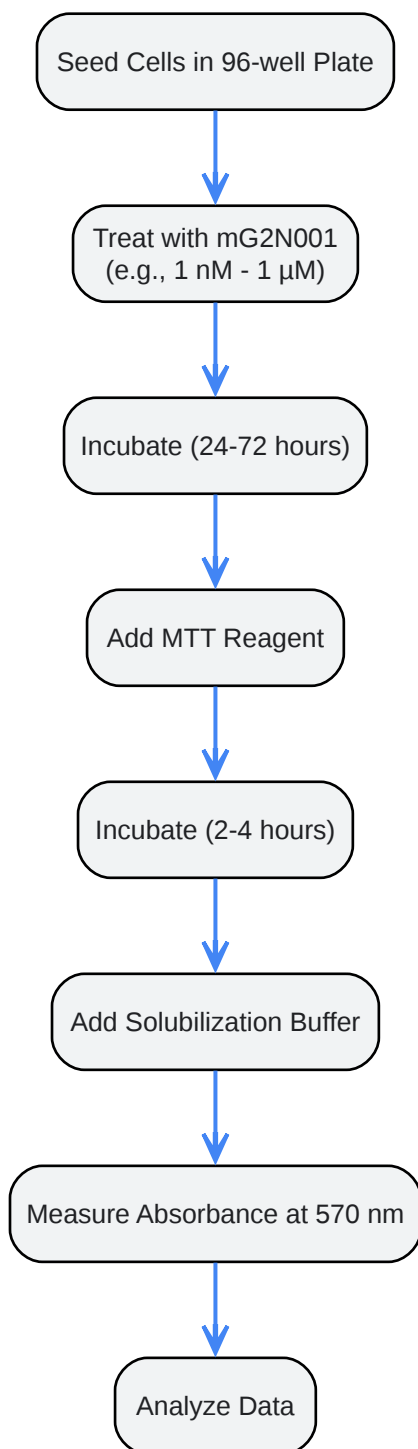 Seed Cells in 96-well Plate
Treat with mG2N001
(e.g., 1 nM - 1 µM)
Incubate (24-72 hours)
Add MTT Reagent
Incubate (2-4 hours)
Add Solubilization Buffer
Measure Absorbance at 570 nm
Analyze Data